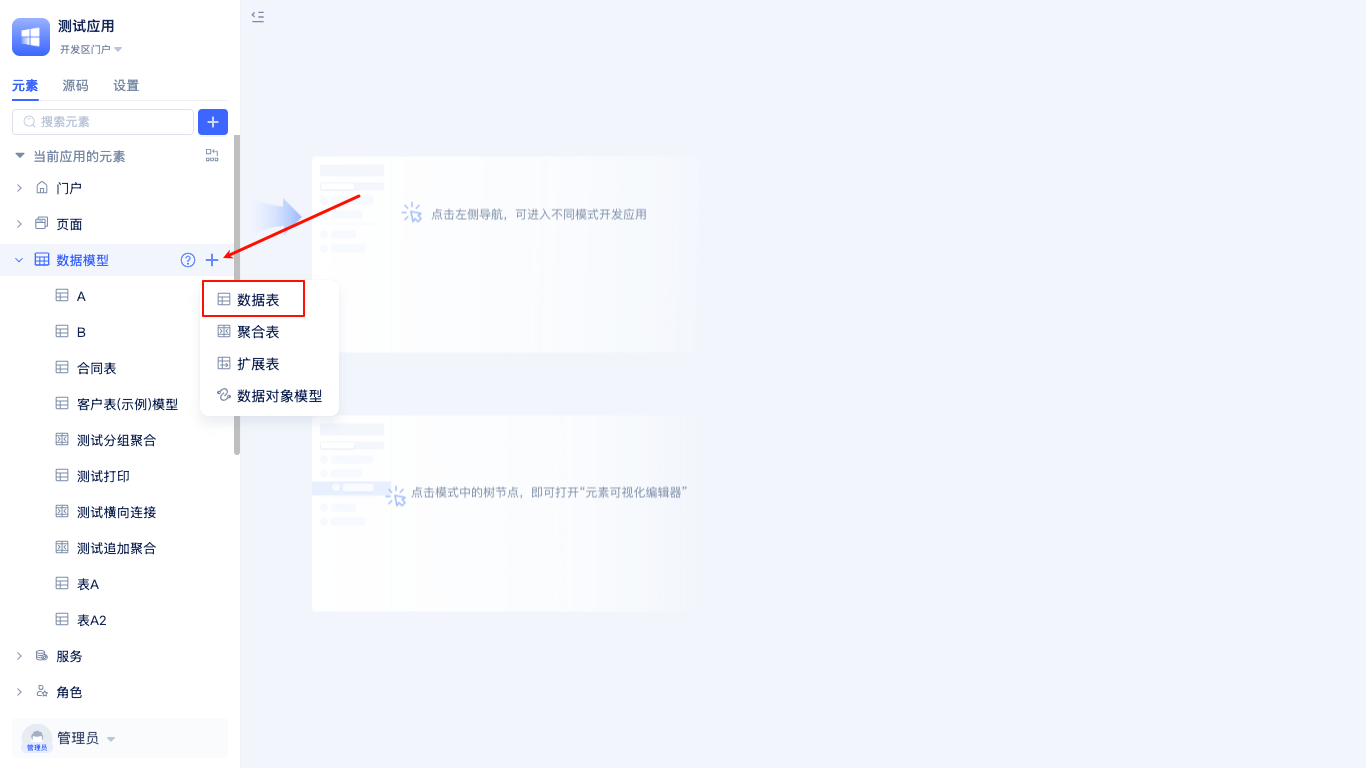 测试应用
开发区门户
元素 源码 设置
搜索元素
当前应用的元素
门户
页面
数据模型
A
B
合同表
客户表(示例)模型
测试分组聚合
测试打印
测试横向连接
测试追加聚合
表A
表A2
服务
角色
管理员
管理员
数据表
聚合表
扩展表
数据对象模型
点击左侧导航，可进入不同模式开发应用
点击模式中的树节点，即可打开“元素可视化编辑器”